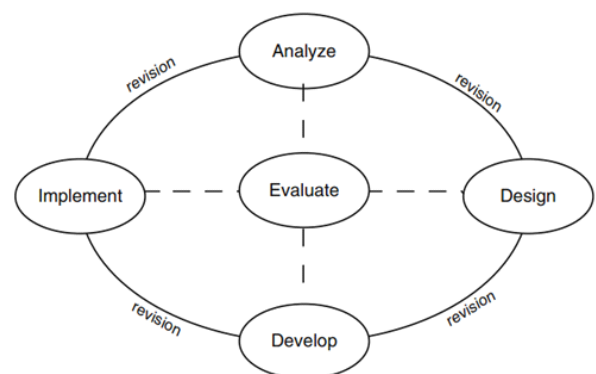 Analyze
revision
revision
Implement
Evaluate
Design
revision
revision
Develop